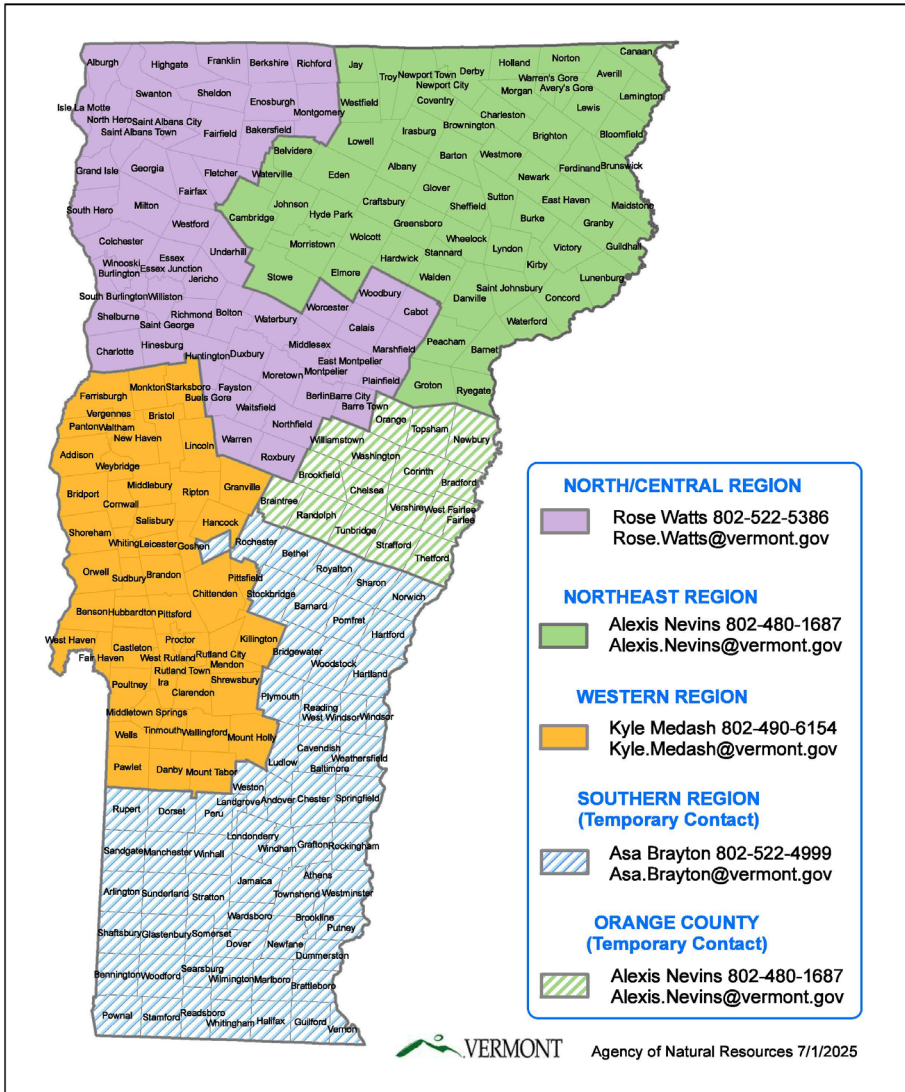 Alburgh
Highgate
Franklin
Berkshire
Richford
Jay
Troy
Newport Town
Derby
Holland
Norton
Canaan
Newport City
Warren's Gore
Averill
Morgan
Avery's Gore
Swanton
Sheldon
Enosburgh
Montgomery
Westfield
Coventry
Charleston
Lewis
Lemington
Isle La Motte
North Hero
Saint Albans City
Saint Albans Town
Fairfield
Bakersfield
Lowell
Irasburg
Brownington
Brighton
Bloomfield
Belvidere
Barton
Westmore
Grand Isle
Georgia
Fletcher
Waterville
Eden
Albany
Newark
Ferdinand
Brunswick
Fairfax
Glover
South Hero
Milton
Westford
Cambridge
Johnson
Hyde Park
Craftsbury
Sheffield
Sutton
East Haven
Maidstone
Greensboro
Burke
Granby
Colchester
Essex
Underhill
Morristown
Wolcott
Wheelock
Lyndon
Victory
Guildhall
Winooski
Burlington
Essex Junction
Jericho
Hardwick
Stannard
Kirby
Stowe
Elmore
Walden
Saint Johnsbury
Lunenburg
South Burlington
Williston
Woodbury
Danville
Concord
Shelburne
Richmond
Bolton
Worcester
Cabot
Saint George
Waterbury
Calais
Waterford
Charlotte
Hinesburg
Huntington
Duxbury
Middlesex
Marshfield
Peacham
Barnet
East Montpelier
Moretown
Montpelier
Plainfield
Groton
Ryegate
Ferrisburgh
Monkton
Starksboro
Buels Gore
Fayston
Berlin
Barre City
Barre Town
Vergennes
Bristol
Waitsfield
Northfield
Orange
Topsham
Panton
Waltham
New Haven
Lincoln
Warren
Williamstown
Newbury
Addison
Weybridge
Roxbury
Washington
Corinth
Bridport
Middlebury
Ripton
Granville
Brookfield
Chelsea
Bradford
Cornwall
Braintree
Randolph
Vershire
West Fairlee
Fairlee
Shoreham
Salisbury
Hancock
Tunbridge
Whiting
Leicester
Goshen
Rochester
Bethel
Strafford
Thetford
Orwell
Sudbury
Brandon
Pittsfield
Royalton
Sharon
Chittenden
Stockbridge
Barnard
Norwich
Benson
Hubbardton
Pittsford
Pomfret
West Haven
Castleton
Proctor
Killington
Bridgewater
Hartford
Fair Haven
West Rutland
Rutland City
Mendon
Woodstock
Rutland Town
Ira
Shrewsbury
Hartland
Poultney
Clarendon
Plymouth
Reading
Middletown Springs
West Windsor
Windsor
Wells
Tinmouth
Wallingford
Mount Holly
Cavendish
Weathersfield
Ludlow
Baltimore
Pawlet
Danby
Mount Tabor
Weston
Rupert
Dorset
Peru
Landgrove
Andover
Chester
Springfield
Londonderry
Windham
Grafton
Rockingham
Sandgate
Manchester
Winhall
Athens
Jamaica
Arlington
Sunderland
Stratton
Townshend
Westminster
Wardsboro
Brookline
Putney
Shaftsbury
Glastenbury
Somerset
Dover
Newfane
Dummerston
Bennington
Woodford
Searsburg
Wilmington
Marlboro
Brattleboro
Pownal
Stamford
Readsboro
Whitingham
Halifax
Guilford
Vernon
NORTH/CENTRAL REGION
Rose Watts 802-522-5386
Rose.Watts@vermont.gov
NORTHEAST REGION
Alexis Nevins 802-480-1687
Alexis.Nevins@vermont.gov
WESTERN REGION
Kyle Medash 802-490-6154
Kyle.Medash@vermont.gov
SOUTHERN REGION
(Temporary Contact)
Asa Brayton 802-522-4999
Asa.Brayton@vermont.gov
ORANGE COUNTY
(Temporary Contact)
Alexis Nevins 802-480-1687
Alexis.Nevins@vermont.gov
VERMONT
Agency of Natural Resources 7/1/2025